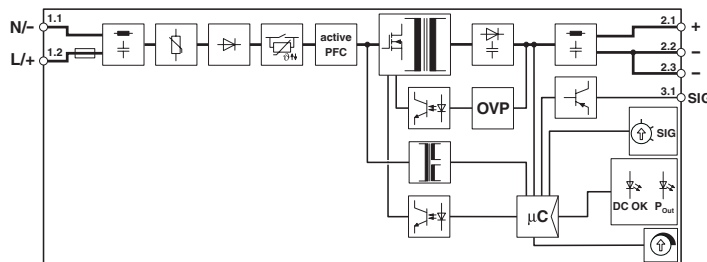 N/-
1.1
L/+
1.2
active
PFC
2.1
+
2.2
–
2.3
–
3.1
SIG
OVP
SIG
µC
DC OK
P Out